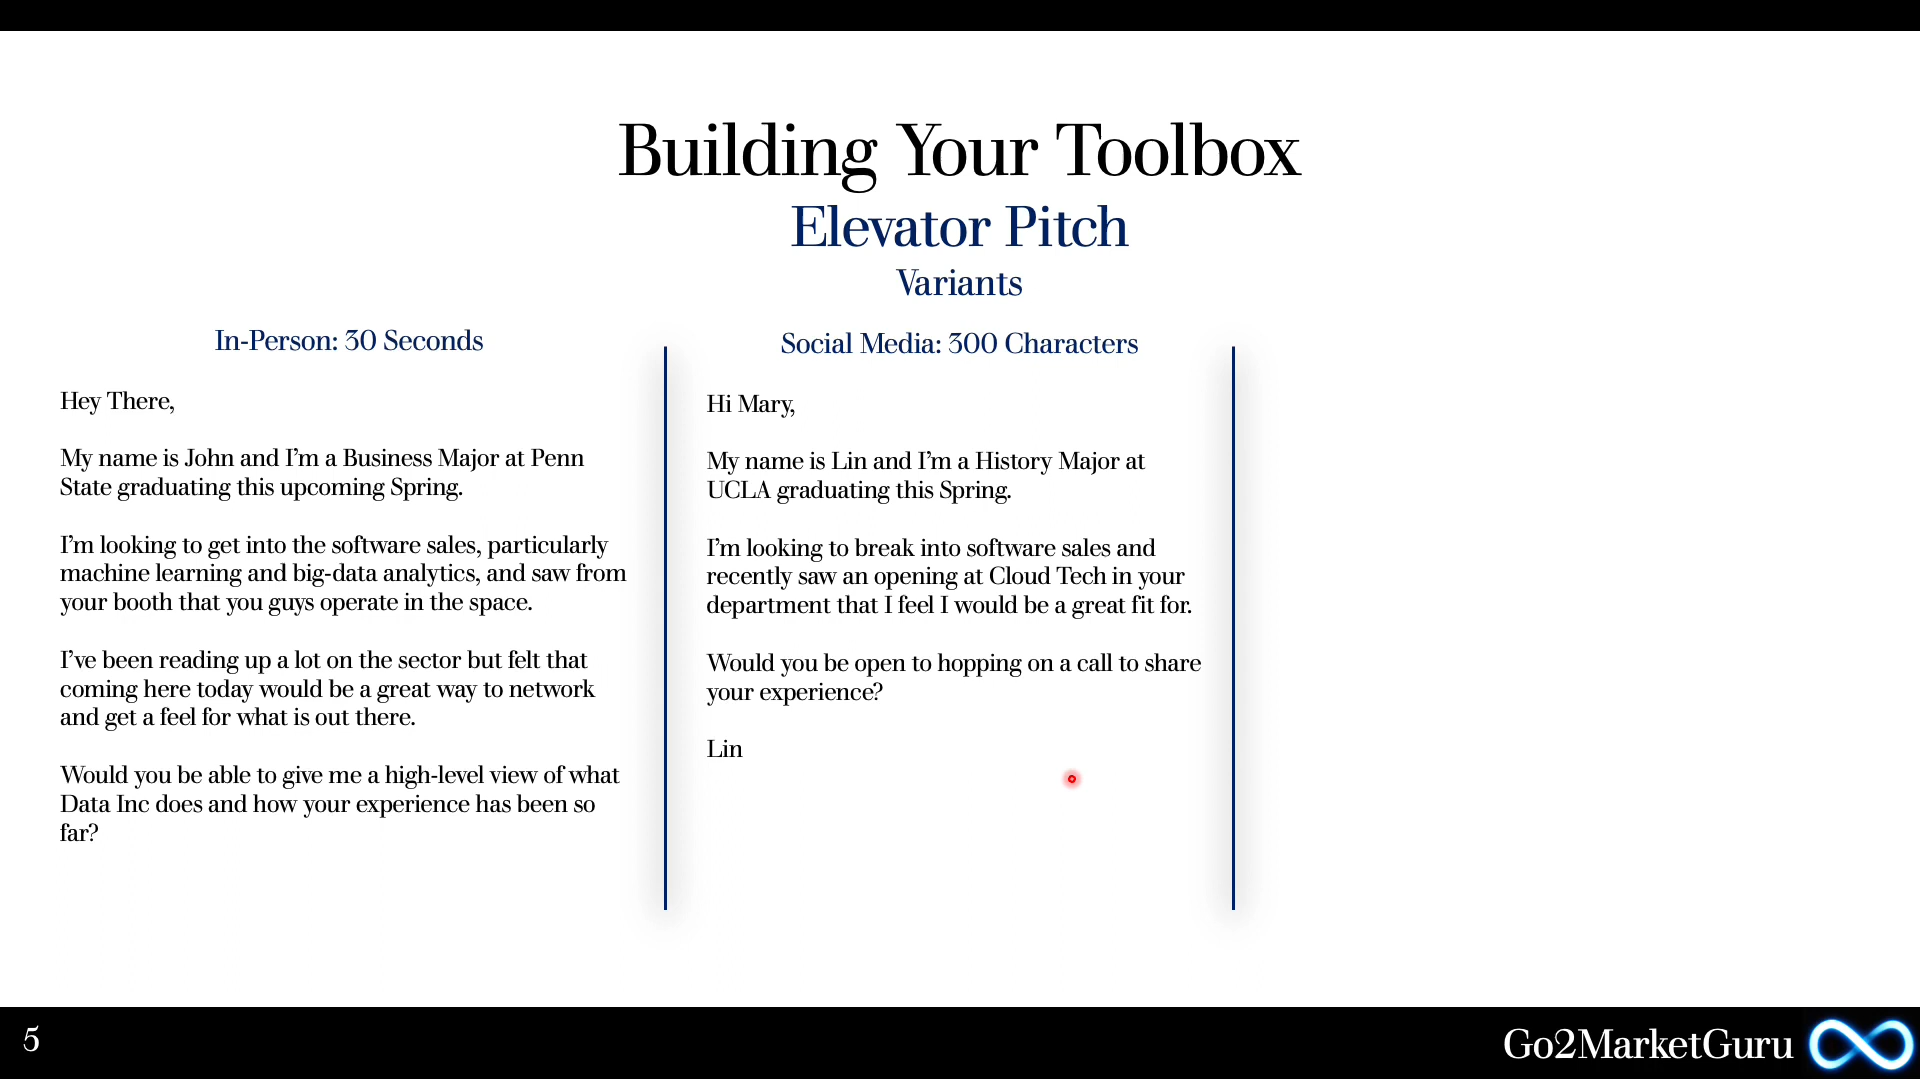 Building Your Toolbox
Elevator Pitch
Variants
In-Person: 30 Seconds
Hey There,
My name is John and I'm a Business Major at Penn
State graduating this upcoming Spring.
I'm looking to get into the software sales, particularly
machine learning and big-data analytics, and saw from
your booth that you guys operate in the space.
I've been reading up a lot on the sector but felt that
coming here today would be a great way to network
and get a feel for what is out there.
Would you be able to give me a high-level view of what
Data Inc does and how your experience has been so
far?
Social Media: 300 Characters
Hi Mary,
My name is Lin and I'm a History Major at
UCLA graduating this Spring.
I'm looking to break into software sales and
recently saw an opening at Cloud Tech in your
department that I feel I would be a great fit for.
Would you be open to hopping on a call to share
your experience?
Lin
5
Go2MarketGuru